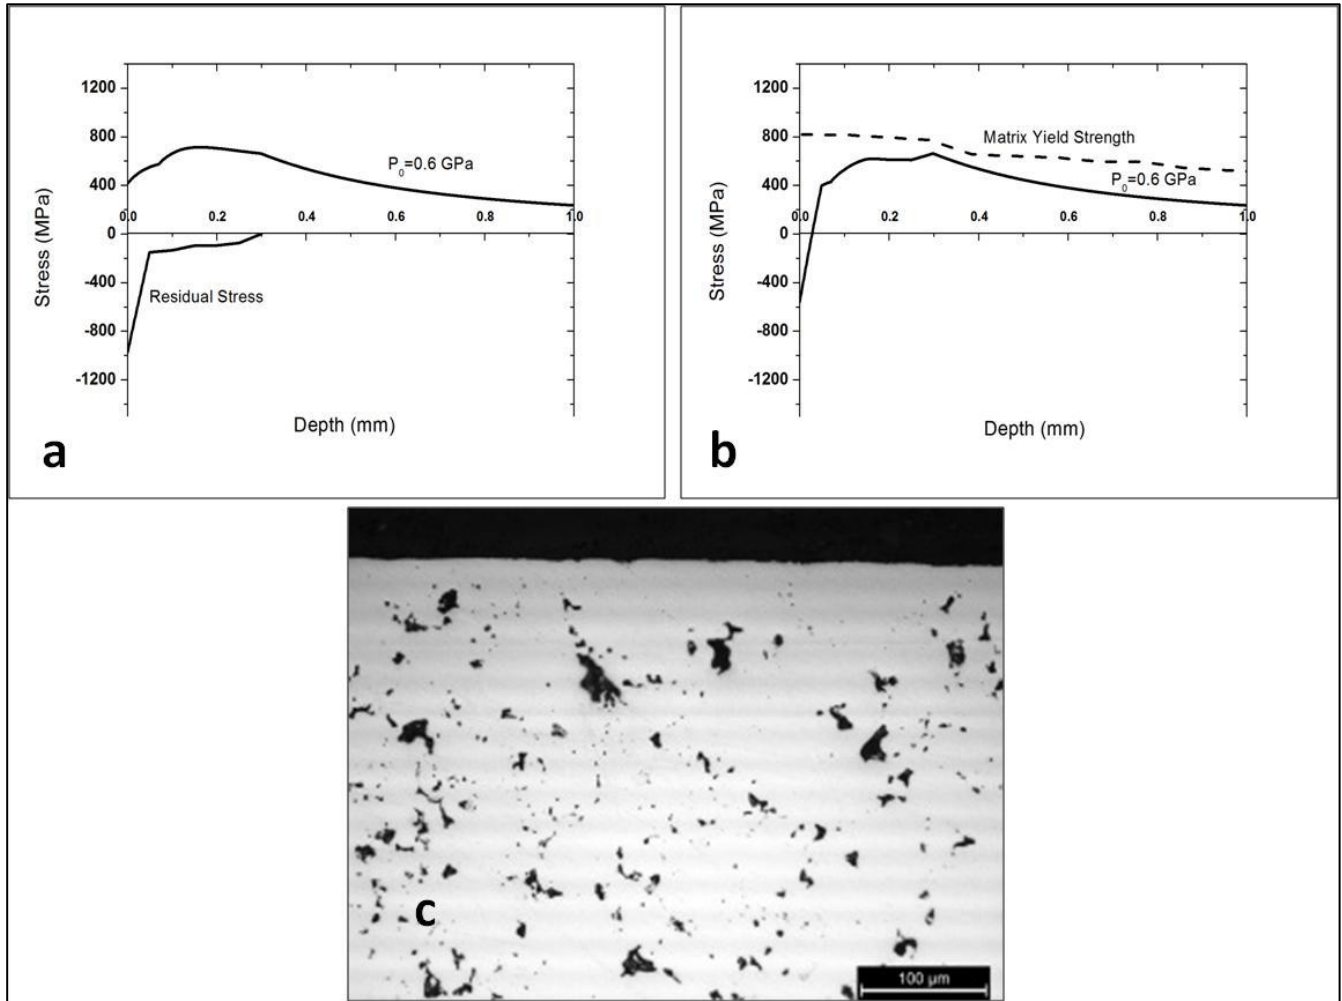 1200
800
400
0
-400
-800
-1200
Stress (MPa)
0.0 0.2 0.4 0.6 0.8 1.0
P0=0.6 GPa
Residual Stress
Depth (mm)
a
1200
800
400
0
-400
-800
-1200
Stress (MPa)
0.0 0.2 0.4 0.6 0.8 1.0
Matrix Yield Strength
P0=0.6 GPa
Depth (mm)
b
c
100 µm